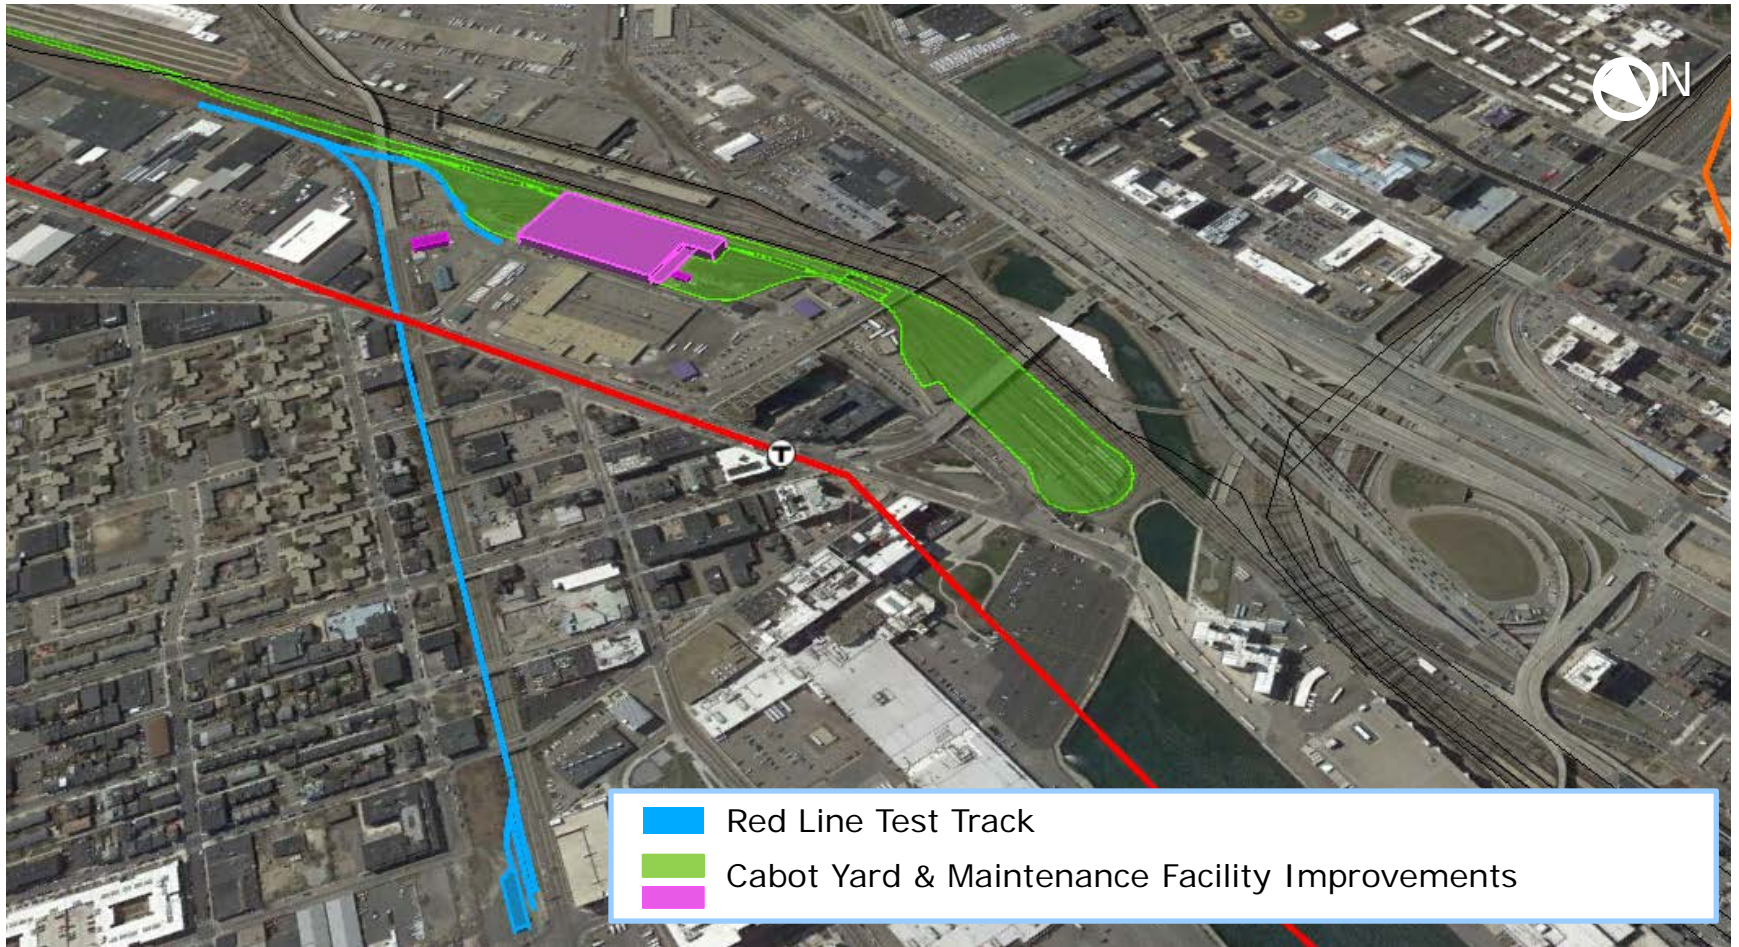 N
T
Red Line Test Track
Cabot Yard & Maintenance Facility Improvements